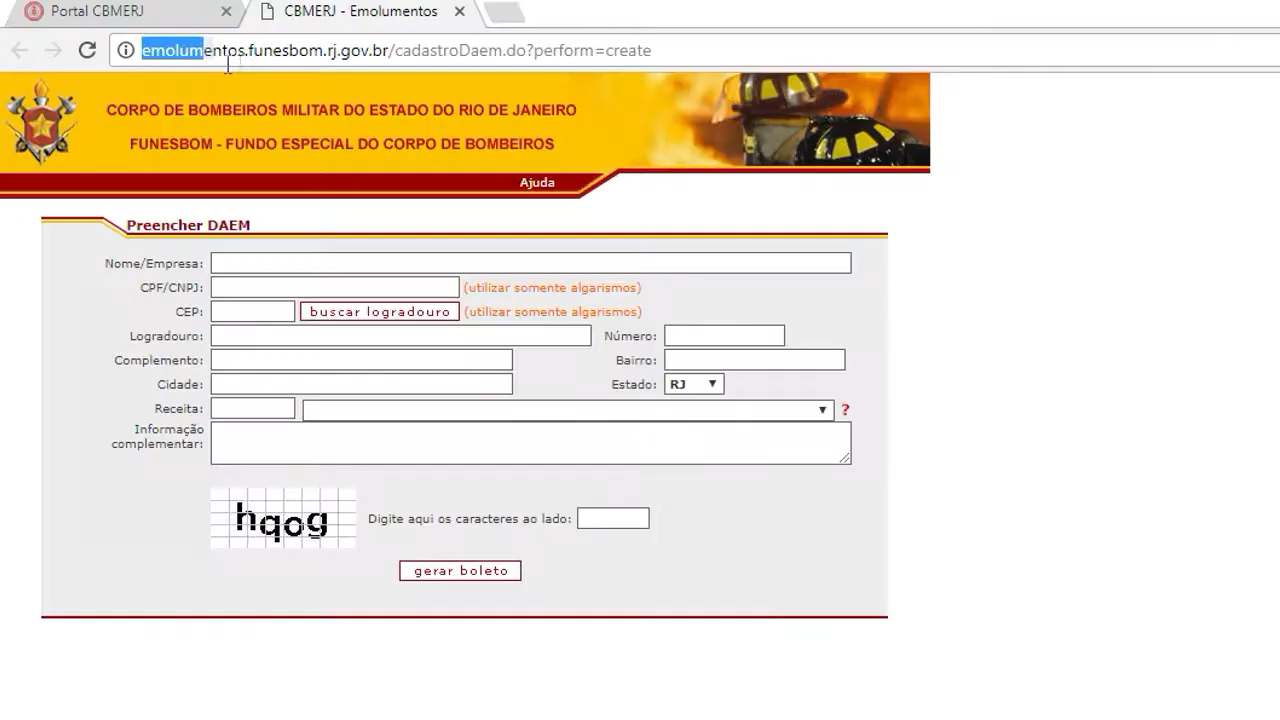 Portal CBMERJ
CBMERJ - Emolumentos
emolumentos.funesbom.rj.gov.br/cadastroDaem.do?perform=create
CORPO DE BOMBEIROS MILITAR DO ESTADO DO RIO DE JANEIRO
FUNESBOM - FUNDO ESPECIAL DO CORPO DE BOMBEIROS
Ajuda
Preencher DAEM
Nome/Empresa:
CPF/CNPJ: (utilizar somente algarismos)
CEP: buscar logradouro (utilizar somente algarismos)
Logradouro: Número:
Complemento: Bairro:
Cidade: Estado: RJ
Receita: ?
Informação
complementar:
hqog Digite aqui os caracteres ao lado:
gerar boleto